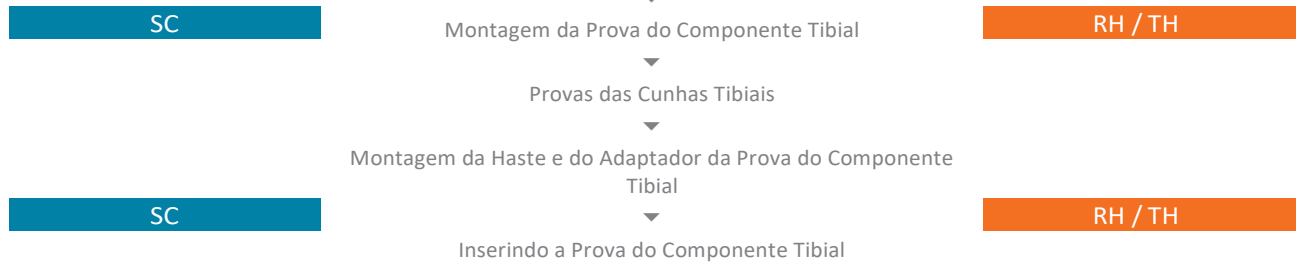 SC
Montagem da Prova do Componente Tibial
RH / TH
Provas das Cunhas Tibiais
Montagem da Haste e do Adaptador da Prova do Componente
Tibial
SC
RH / TH
Inserindo a Prova do Componente Tibial